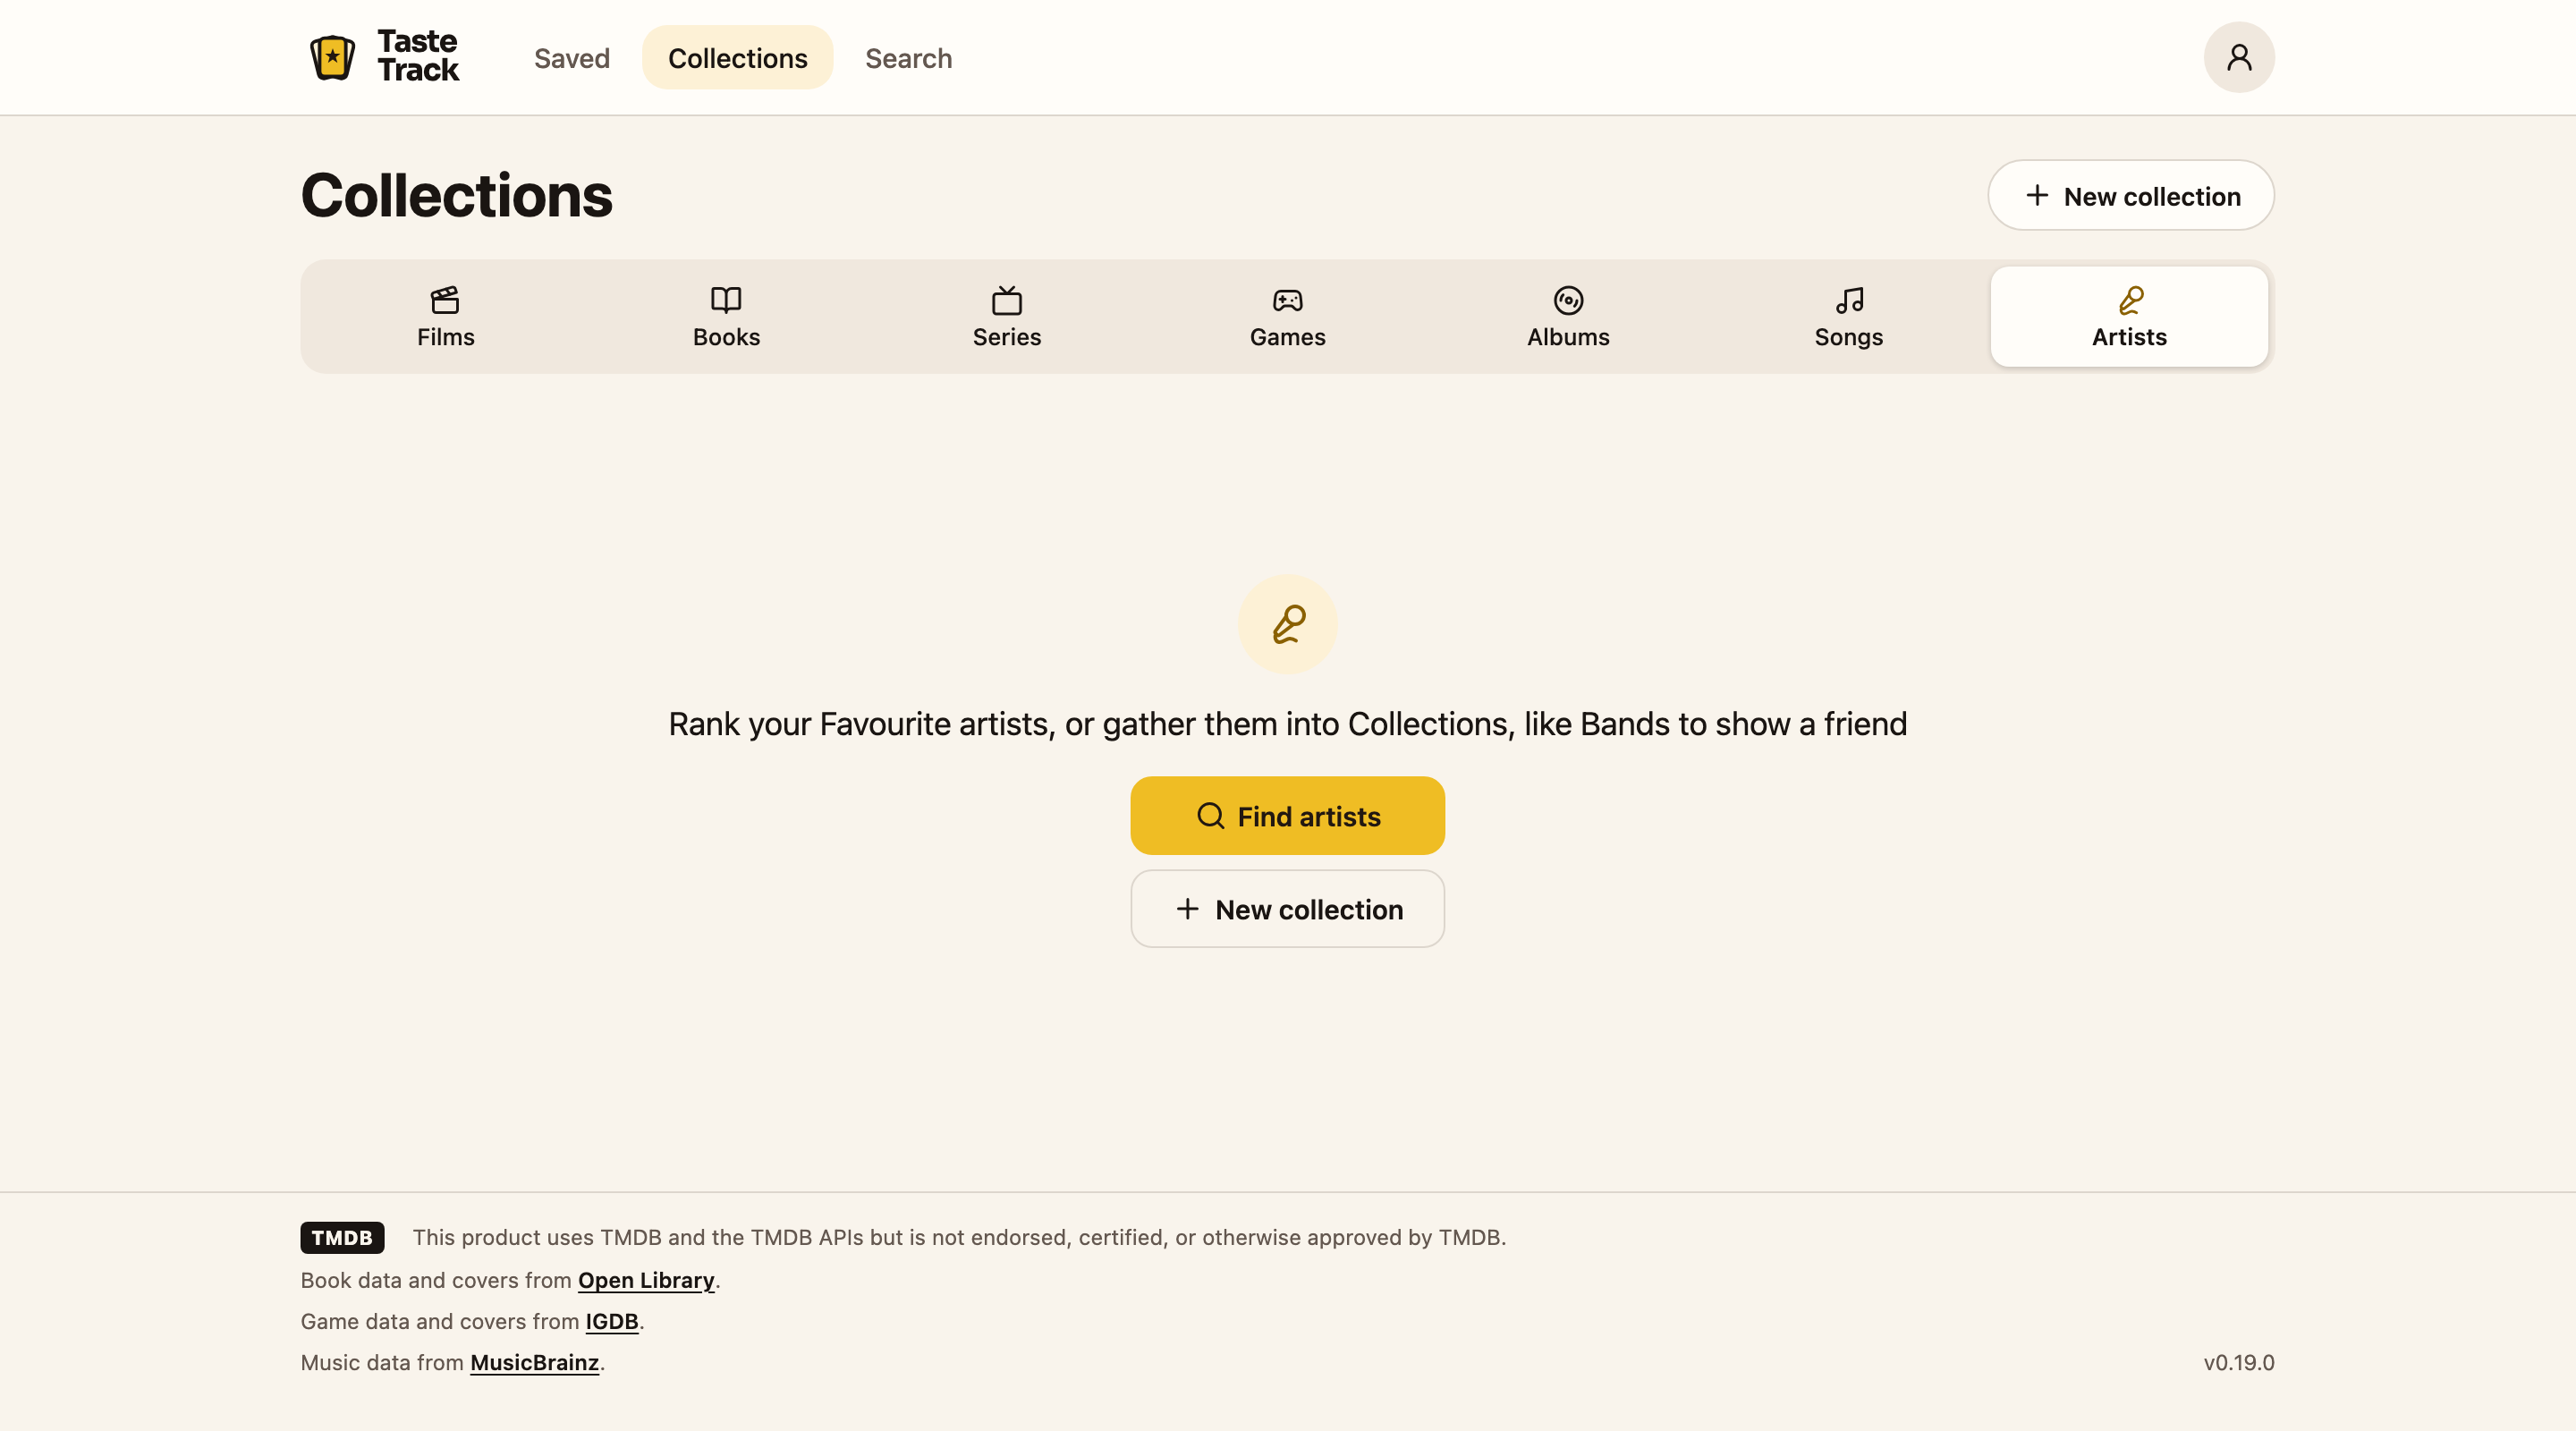 Taste
Track
Saved
Collections
Search
Collections
New collection
Films
Books
Series
Games
Albums
Songs
Artists
Rank your Favourite artists, or gather them into Collections, like Bands to show a friend
Find artists
New collection
TMDB This product uses TMDB and the TMDB APIs but is not endorsed, certified, or otherwise approved by TMDB.
Book data and covers from Open Library.
Game data and covers from IGDB.
Music data from MusicBrainz.
v0.19.0